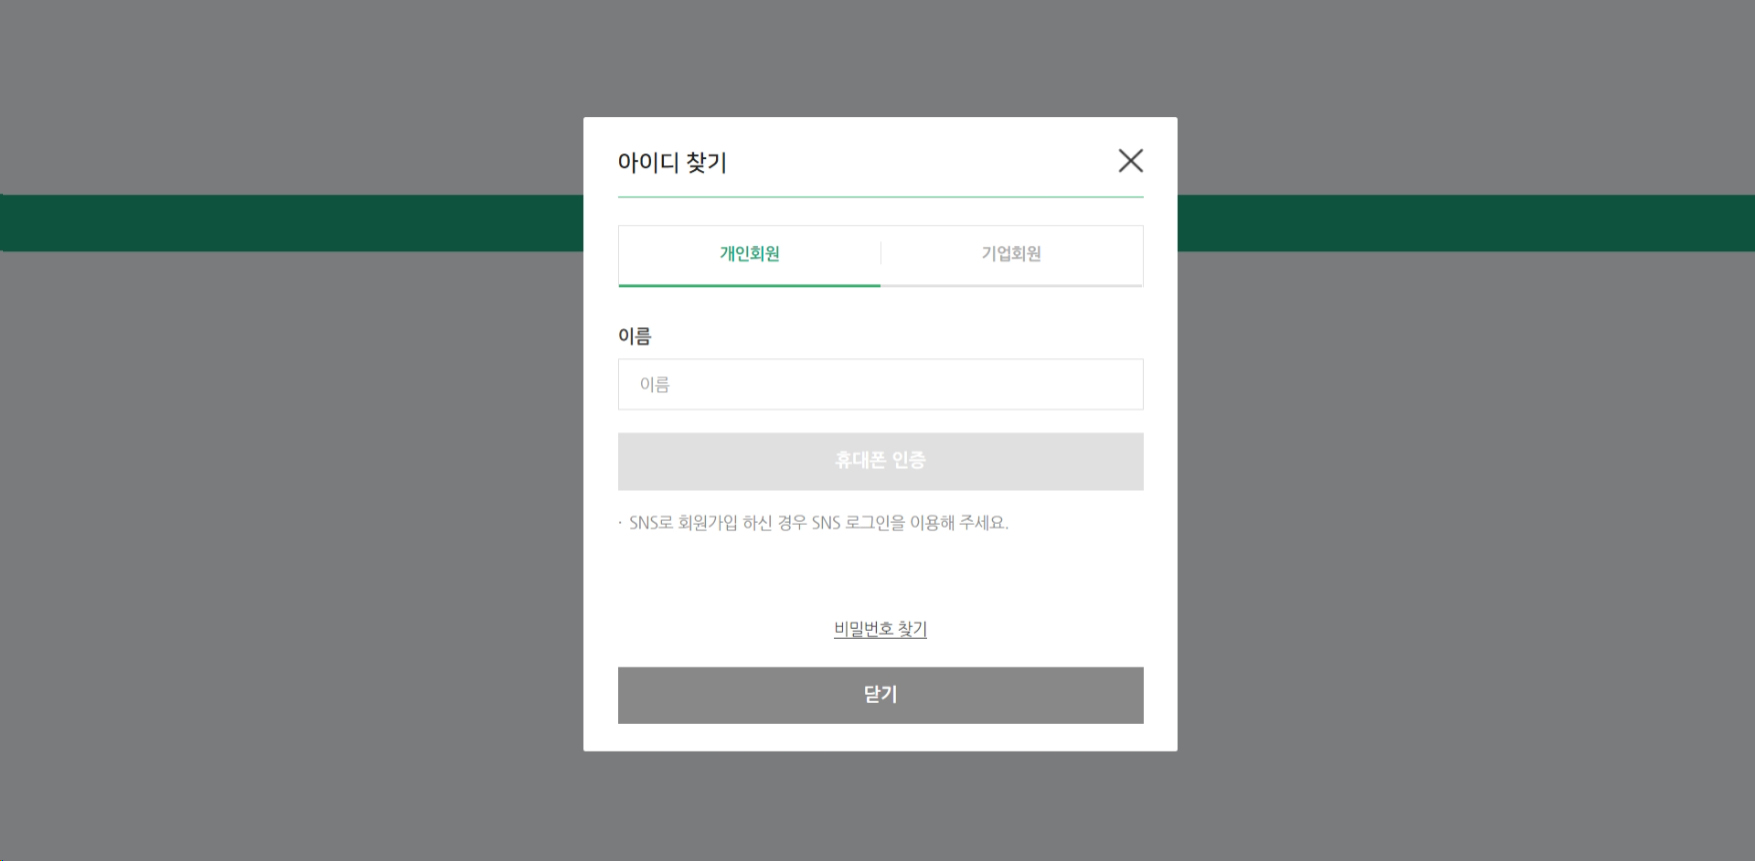 아이디 찾기
개인회원
기업회원
이름
이름
휴대폰 인증
· SNS로 회원가입 하신 경우 SNS 로그인을 이용해 주세요.
비밀번호 찾기
닫기